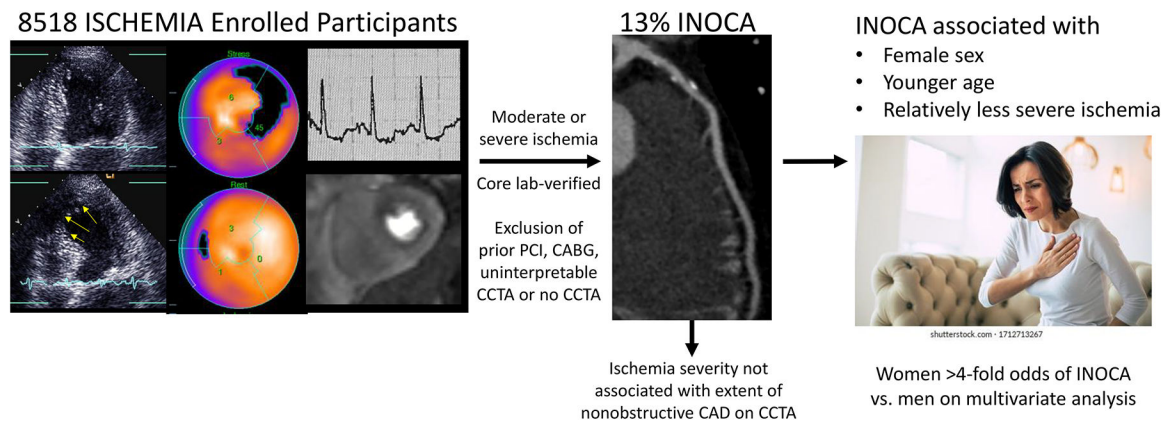 8518 ISCHEMIA Enrolled Participants
Stress
6
45
3
Rest
3
0
1
Moderate or
severe ischemia
Core lab-verified
Exclusion of
prior PCI, CABG,
uninterpretable
CCTA or no CCTA
13% INOCA
Ischemia severity not
associated with extent of
nonobstructive CAD on CCTA
INOCA associated with
• Female sex
• Younger age
• Relatively less severe ischemia
shutterstock.com · 1712713267
Women >4-fold odds of INOCA
vs. men on multivariate analysis